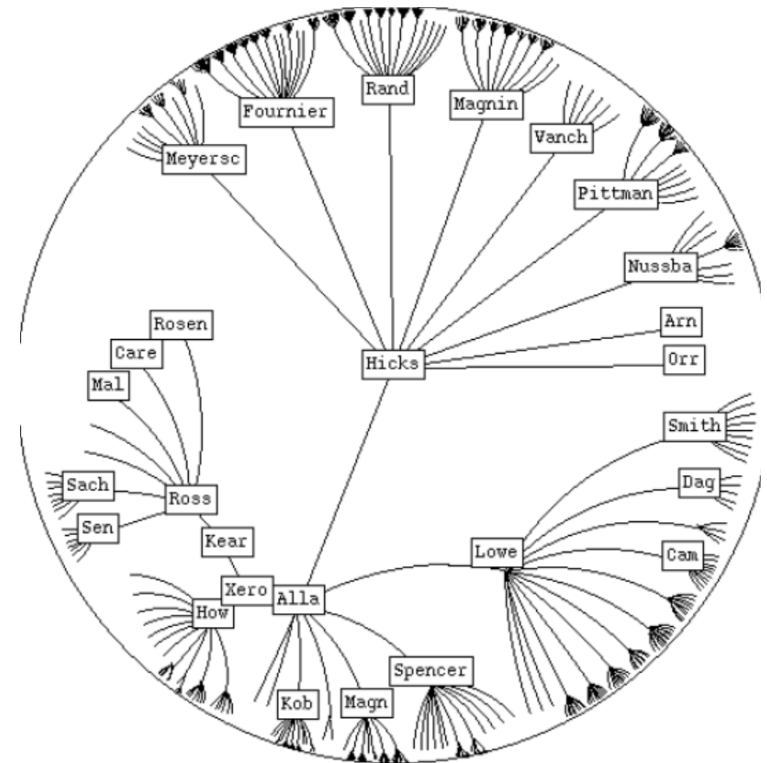 Rand
Magnin
Fournier
Vanch
Meyersc
Pittman
Nussba
Arn
Rosen
Care
Hicks
Orr
Mal
Smith
Sach
Dag
Ross
Sen
Kear
Lowe
Cam
Xero
Alla
How
Spencer
Kob
Magn